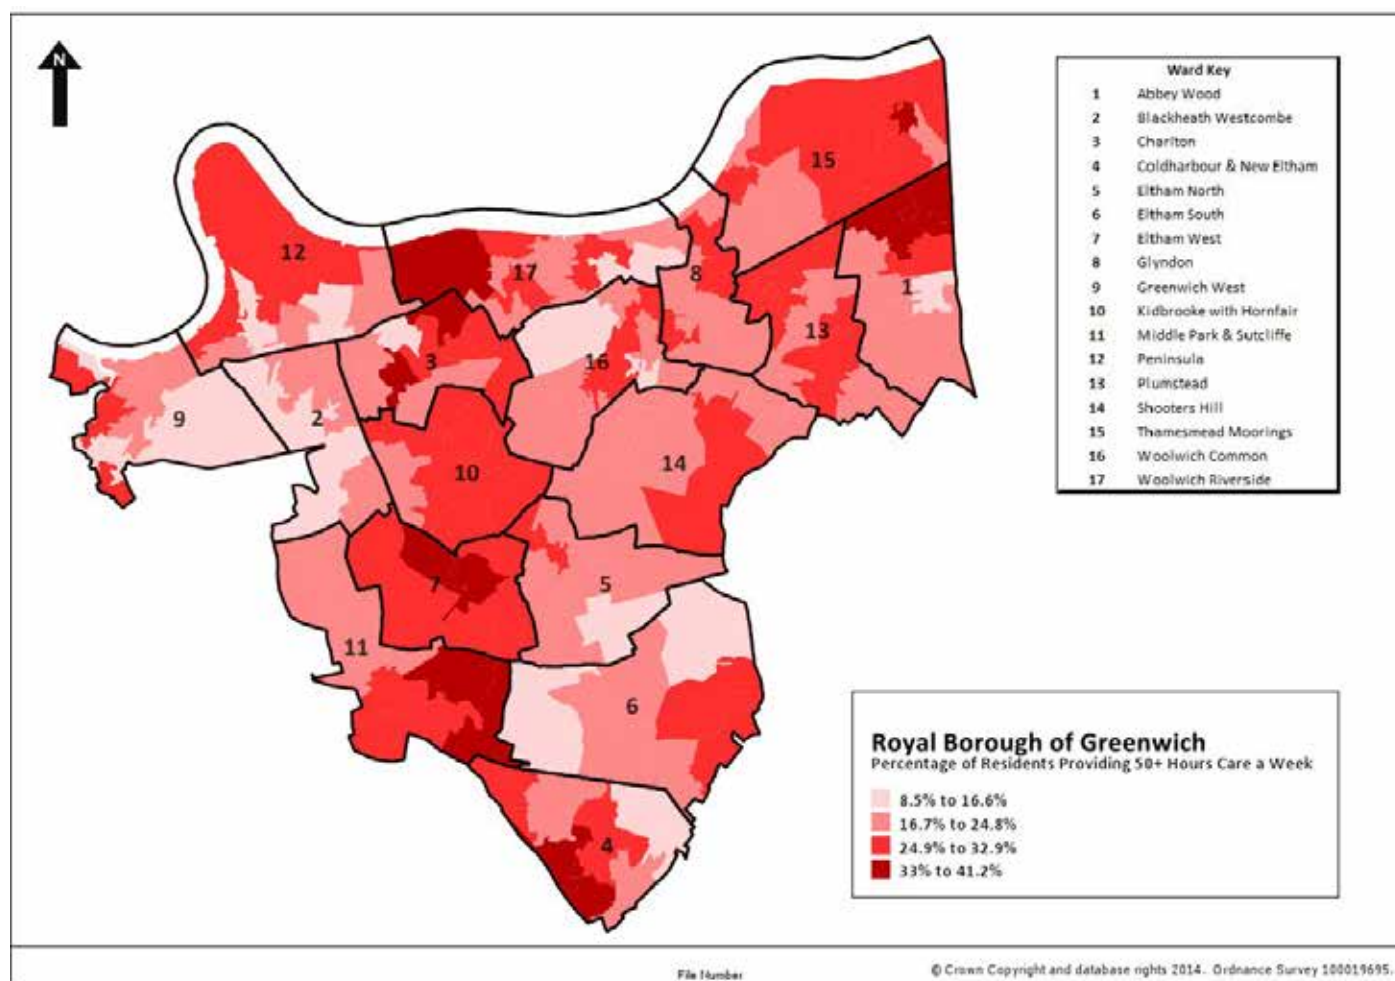 N
Ward Key
1 Abbey Wood
2 Blackheath Westcombe
3 Charlton
4 Coldharbour & New Eltham
5 Eltham North
6 Eltham South
7 Eltham West
8 Glyndon
9 Greenwich West
10 Kidbrooke with Hornfair
11 Middle Park & Sutcliffe
12 Peninsula
13 Plumstead
14 Shooters Hill
15 Thamesmead Moorings
16 Woolwich Common
17 Woolwich Riverside
15
12
17
8
1
13
3
16
9
2
10
14
7
5
11
6
4
Royal Borough of Greenwich
Percentage of Residents Providing 50+ Hours Care a Week
8.5% to 16.6%
16.7% to 24.8%
24.9% to 32.9%
33% to 41.2%
File Number
© Crown Copyright and database rights 2014. Ordnance Survey 100019695.